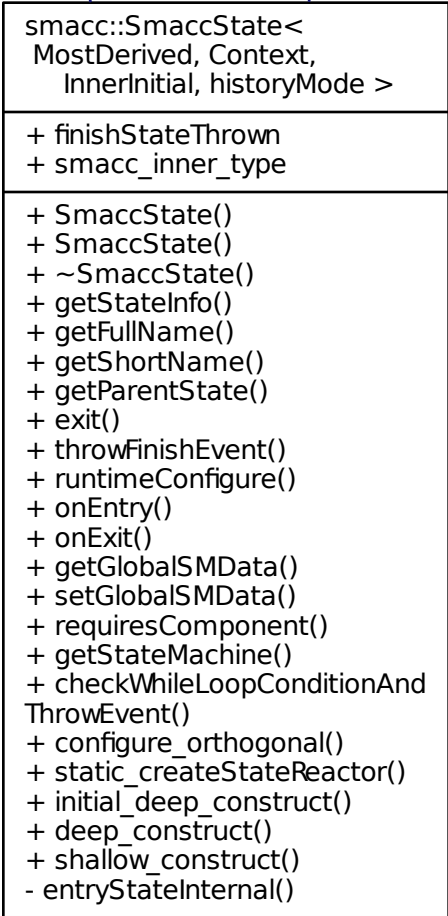 smacc::SmaccState<
MostDerived, Context,
InnerInitial, historyMode >
+ finishStateThrown
+ smacc_inner_type
+ SmaccState()
+ SmaccState()
+ ~SmaccState()
+ getStateInfo()
+ getFullName()
+ getShortName()
+ getParentState()
+ exit()
+ throwFinishEvent()
+ runtimeConfigure()
+ onEntry()
+ onExit()
+ getGlobalSMData()
+ setGlobalSMData()
+ requiresComponent()
+ getStateMachine()
+ checkWhileLoopConditionAnd
ThrowEvent()
+ configure_orthogonal()
+ static_createStateReactor()
+ initial_deep_construct()
+ deep_construct()
+ shallow_construct()
- entryStateInternal()